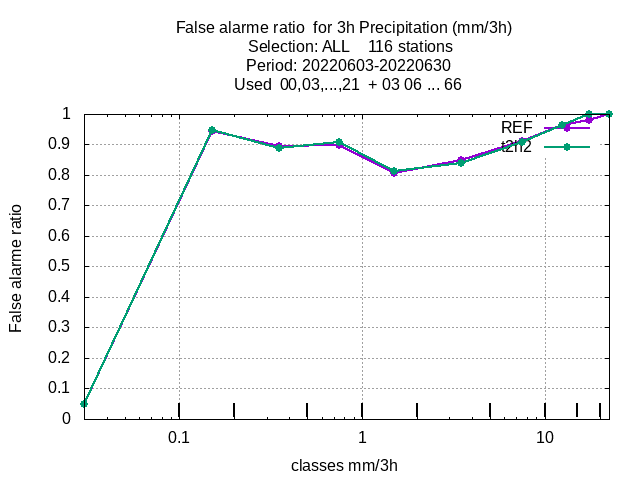 False alarme ratio  for 3h Precipitation (mm/3h)
Selection: ALL    116 stations
Period: 20220603-20220630
Used  00,03,...,21  + 03 06 ... 66
REF
t2h2
1
0.9
0.8
0.7
0.6
0.5
0.4
0.3
0.2
0.1
0
False alarme ratio
0.1 1 10
classes mm/3h